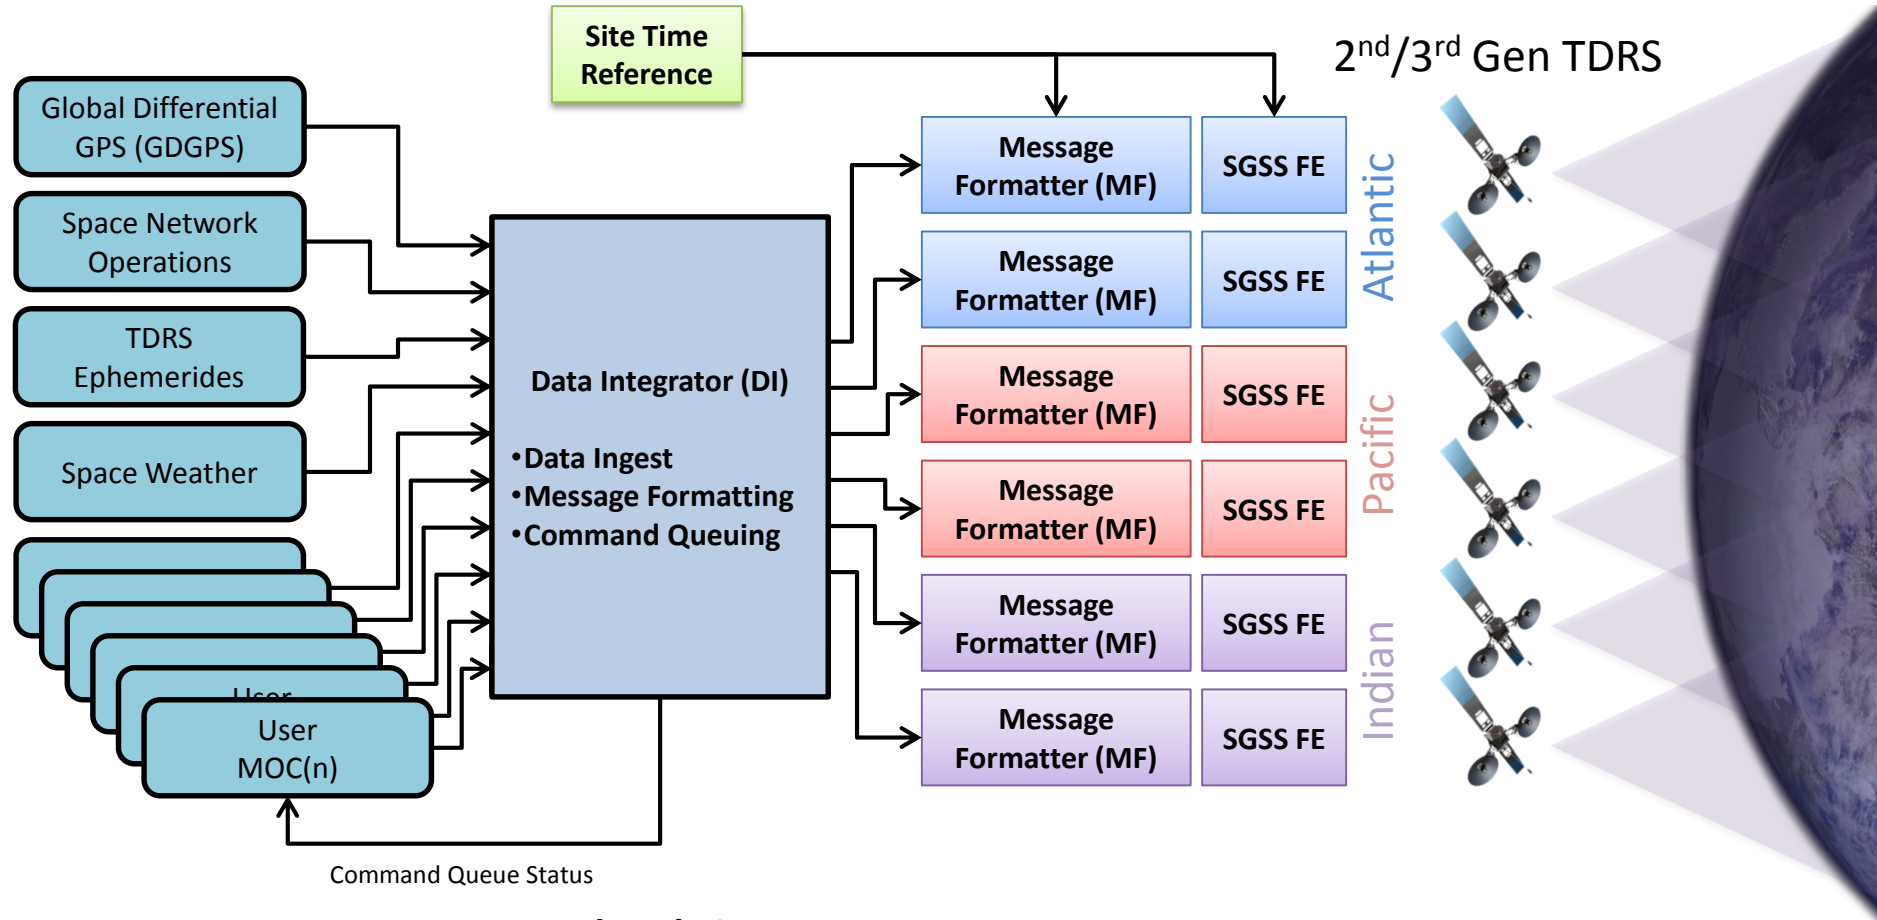 Site Time
Reference
2nd/3rd Gen TDRS
Global Differential
GPS (GDGPS)
Space Network
Operations
TDRS
Ephemerides
Space Weather
User
User
MOC(n)
Data Integrator (DI)
•Data Ingest
•Message Formatting
•Command Queuing
Command Queue Status
Message
Formatter (MF)
SGSS FE
Message
Formatter (MF)
SGSS FE
Atlantic
Message
Formatter (MF)
SGSS FE
Message
Formatter (MF)
SGSS FE
Pacific
Message
Formatter (MF)
SGSS FE
Message
Formatter (MF)
SGSS FE
Indian